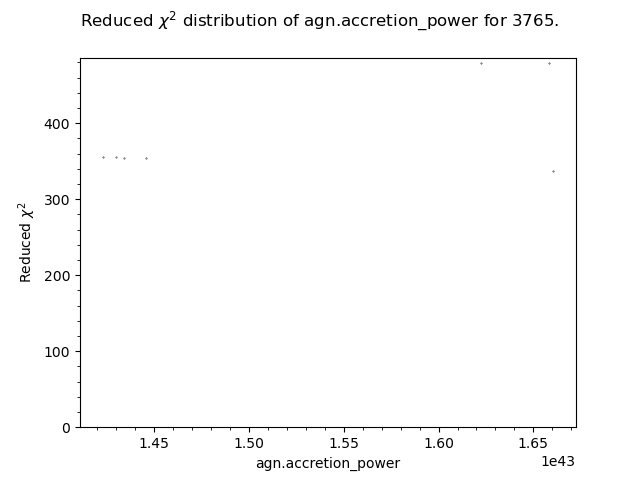 Reduced χ² distribution of agn.accretion_power for 3765.
Reduced χ²
400
300
200
100
0
1.45 1.50 1.55 1.60 1.65
agn.accretion_power
1e43